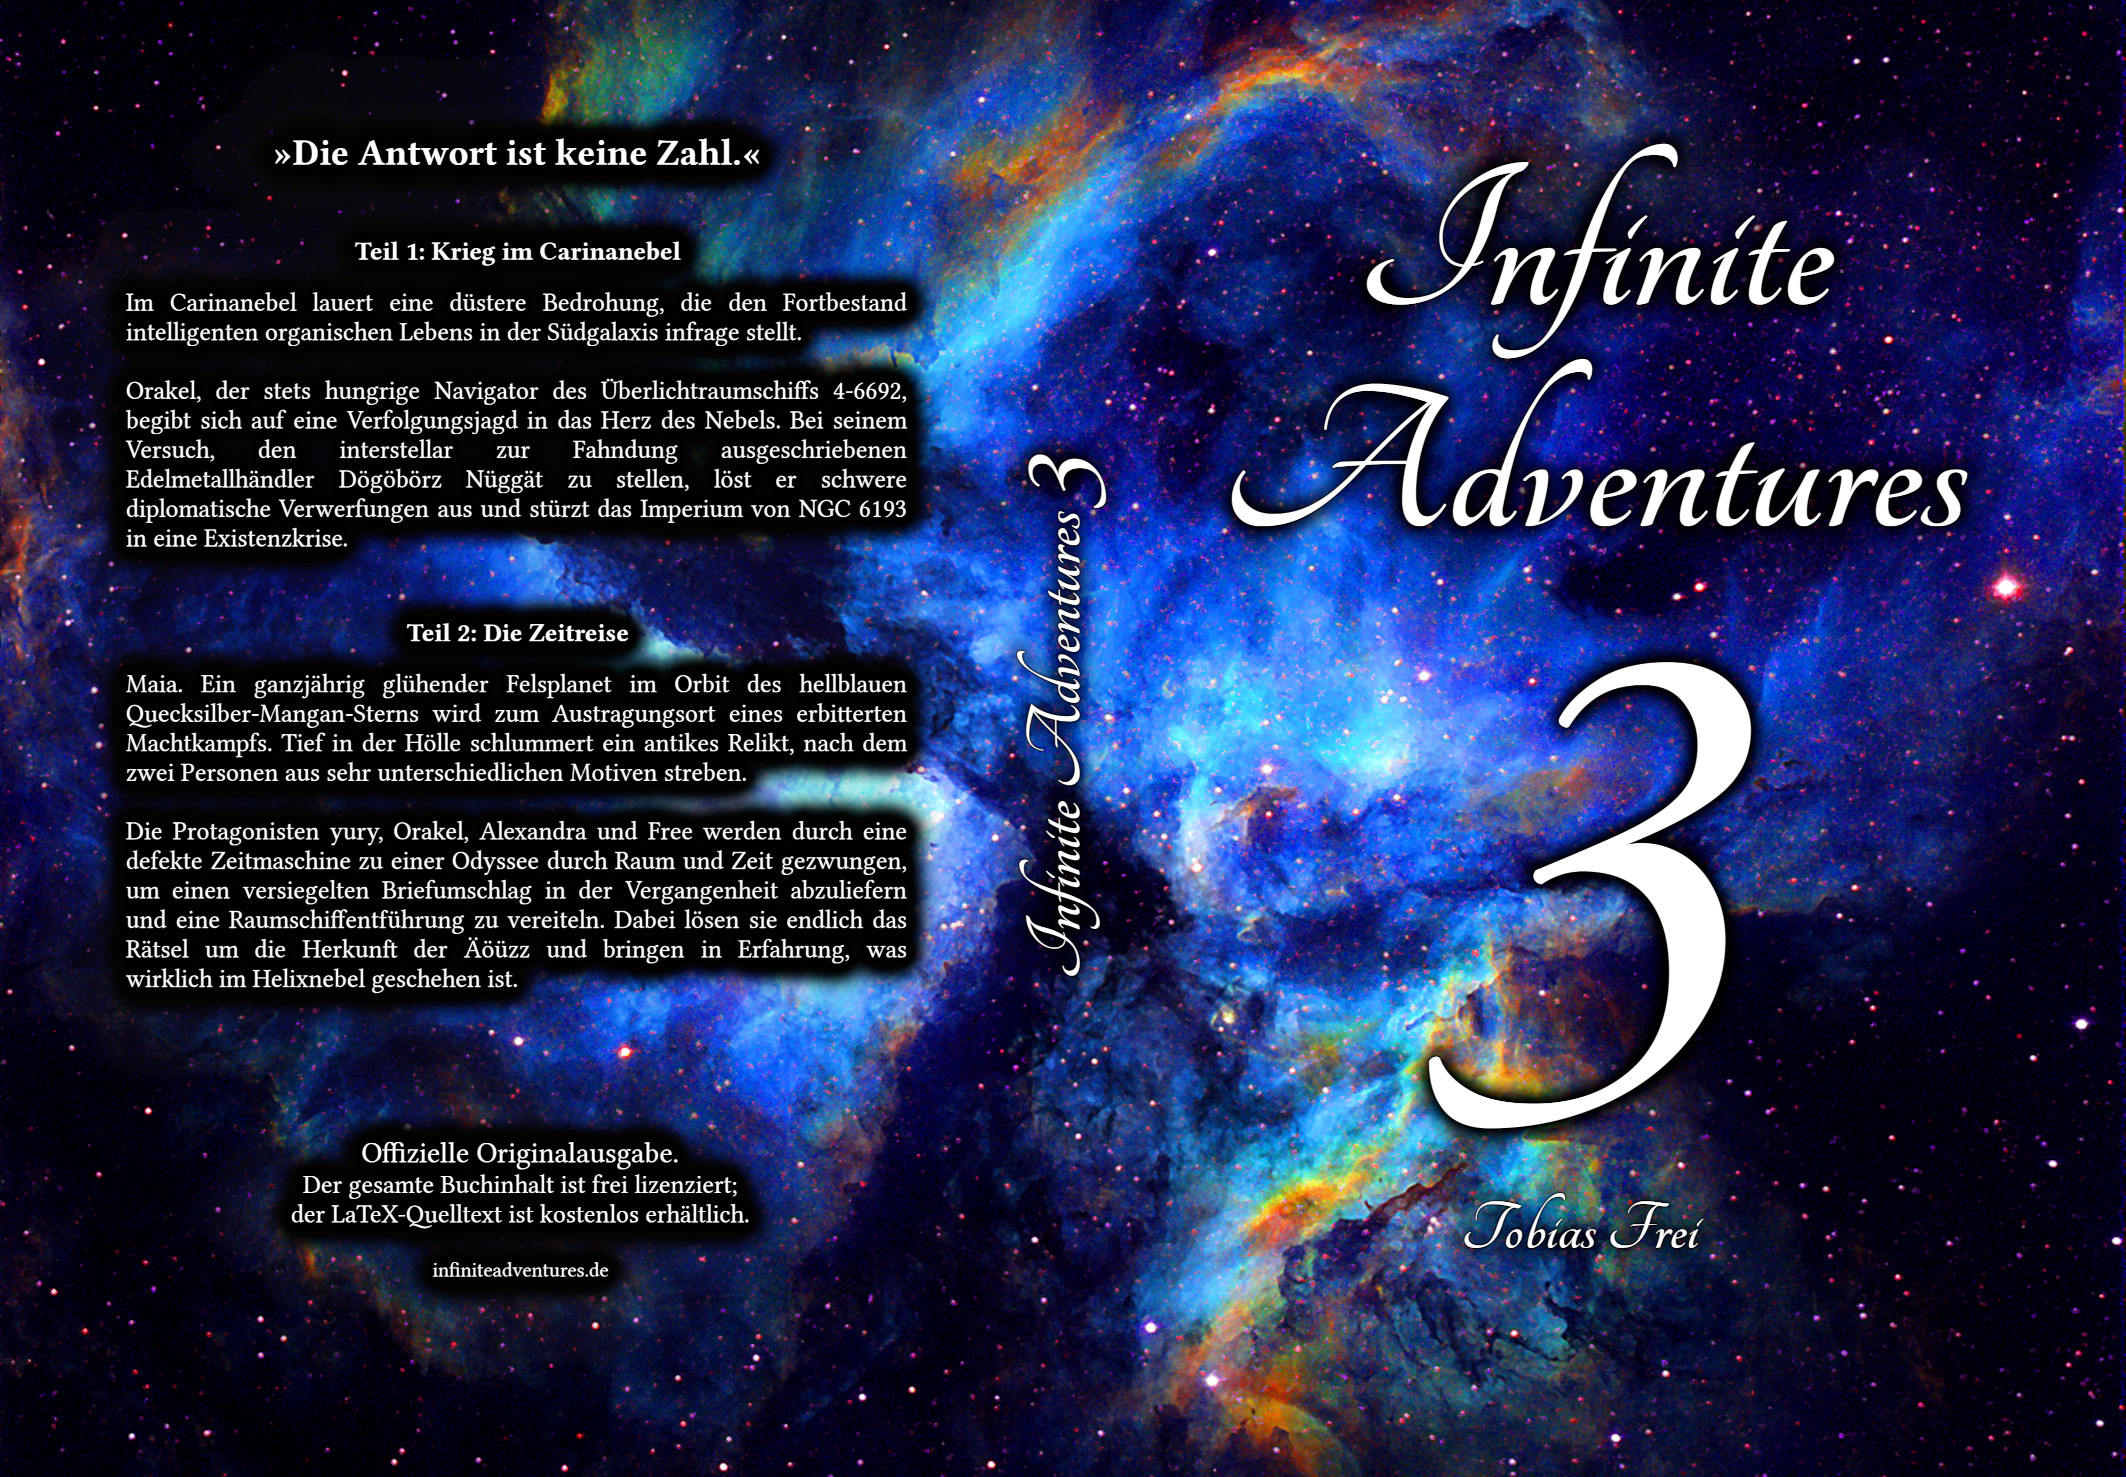 »Die Antwort ist keine Zahl.«
Teil 1: Krieg im Carinanebel
Im Carinanebel lauert eine düstere Bedrohung, die den Fortbestand
intelligenten organischen Lebens in der Südgalaxis infrage stellt.
Orakel, der stets hungrige Navigator des Überlichtraumschiffs 4-6692,
begibt sich auf eine Verfolgungsjagd in das Herz des Nebels. Bei seinem
Versuch, den interstellar zur Fahndung ausgeschriebenen
Edelmetallhändler Dögöbörz Nüggät zu stellen, löst er schwere
diplomatische Verwerfungen aus und stürzt das Imperium von NGC 6193
in eine Existenzkrise.
Teil 2: Die Zeitreise
Maia. Ein ganzjährig glühender Felsplanet im Orbit des hellblauen
Quecksilber-Mangan-Sterns wird zum Austragungsort eines erbitterten
Machtkampfs. Tief in der Hölle schlummert ein antikes Relikt, nach dem
zwei Personen aus sehr unterschiedlichen Motiven streben.
Die Protagonisten yury, Orakel, Alexandra und Free werden durch eine
defekte Zeitmaschine zu einer Odyssee durch Raum und Zeit gezwungen,
um einen versiegelten Briefumschlag in der Vergangenheit abzuliefern
und eine Raumschiffentführung zu vereiteln. Dabei lösen sie endlich das
Rätsel um die Herkunft der Äöüzz und bringen in Erfahrung, was
wirklich im Helixnebel geschehen ist.
Offizielle Originalausgabe.
Der gesamte Buchinhalt ist frei lizenziert;
der LaTeX-Quelltext ist kostenlos erhältlich.
infiniteadventures.de
Infinite Adventures 3
Infinite
Adventures
3
Tobias Frei